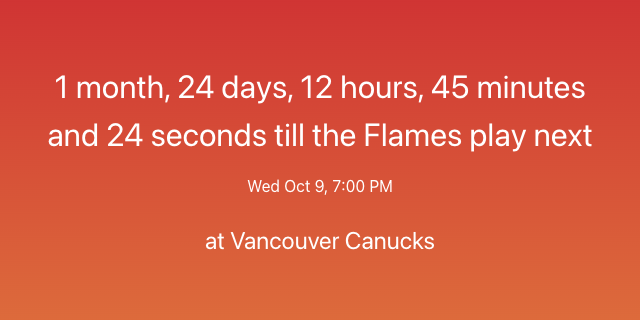 1 month, 24 days, 12 hours, 45 minutes
and 24 seconds till the Flames play next
Wed Oct 9, 7:00 PM
at Vancouver Canucks